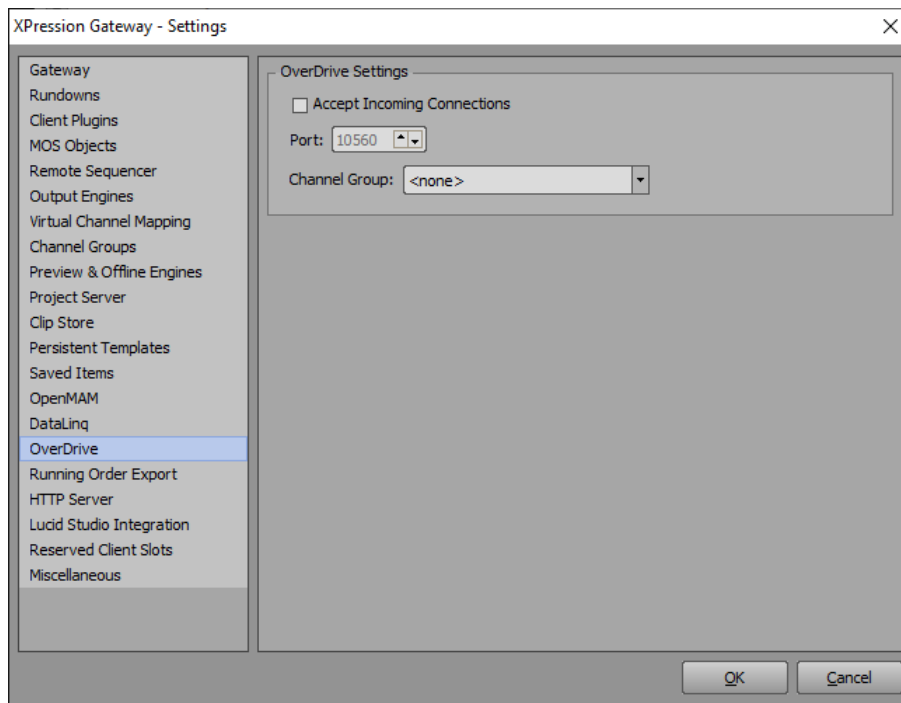 XPression Gateway - Settings
Gateway
Rundowns
Client Plugins
MOS Objects
Remote Sequencer
Output Engines
Virtual Channel Mapping
Channel Groups
Preview & Offline Engines
Project Server
Clip Store
Persistent Templates
Saved Items
OpenMAM
DataLinq
OverDrive
Running Order Export
HTTP Server
Lucid Studio Integration
Reserved Client Slots
Miscellaneous
OverDrive Settings
Accept Incoming Connections
Port: 10560
Channel Group: <none>
OK Cancel